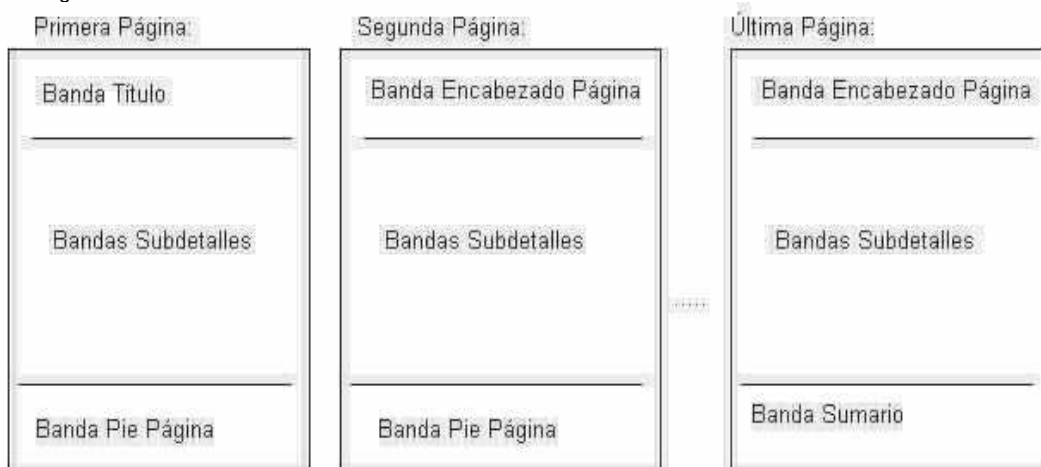 Primera Página:
Banda Título
Bandas Subdetalles
Banda Pie Página
Segunda Página:
Banda Encabezado Página
Bandas Subdetalles
Banda Pie Página
.....
Última Página:
Banda Encabezado Página
Bandas Subdetalles
Banda Sumario